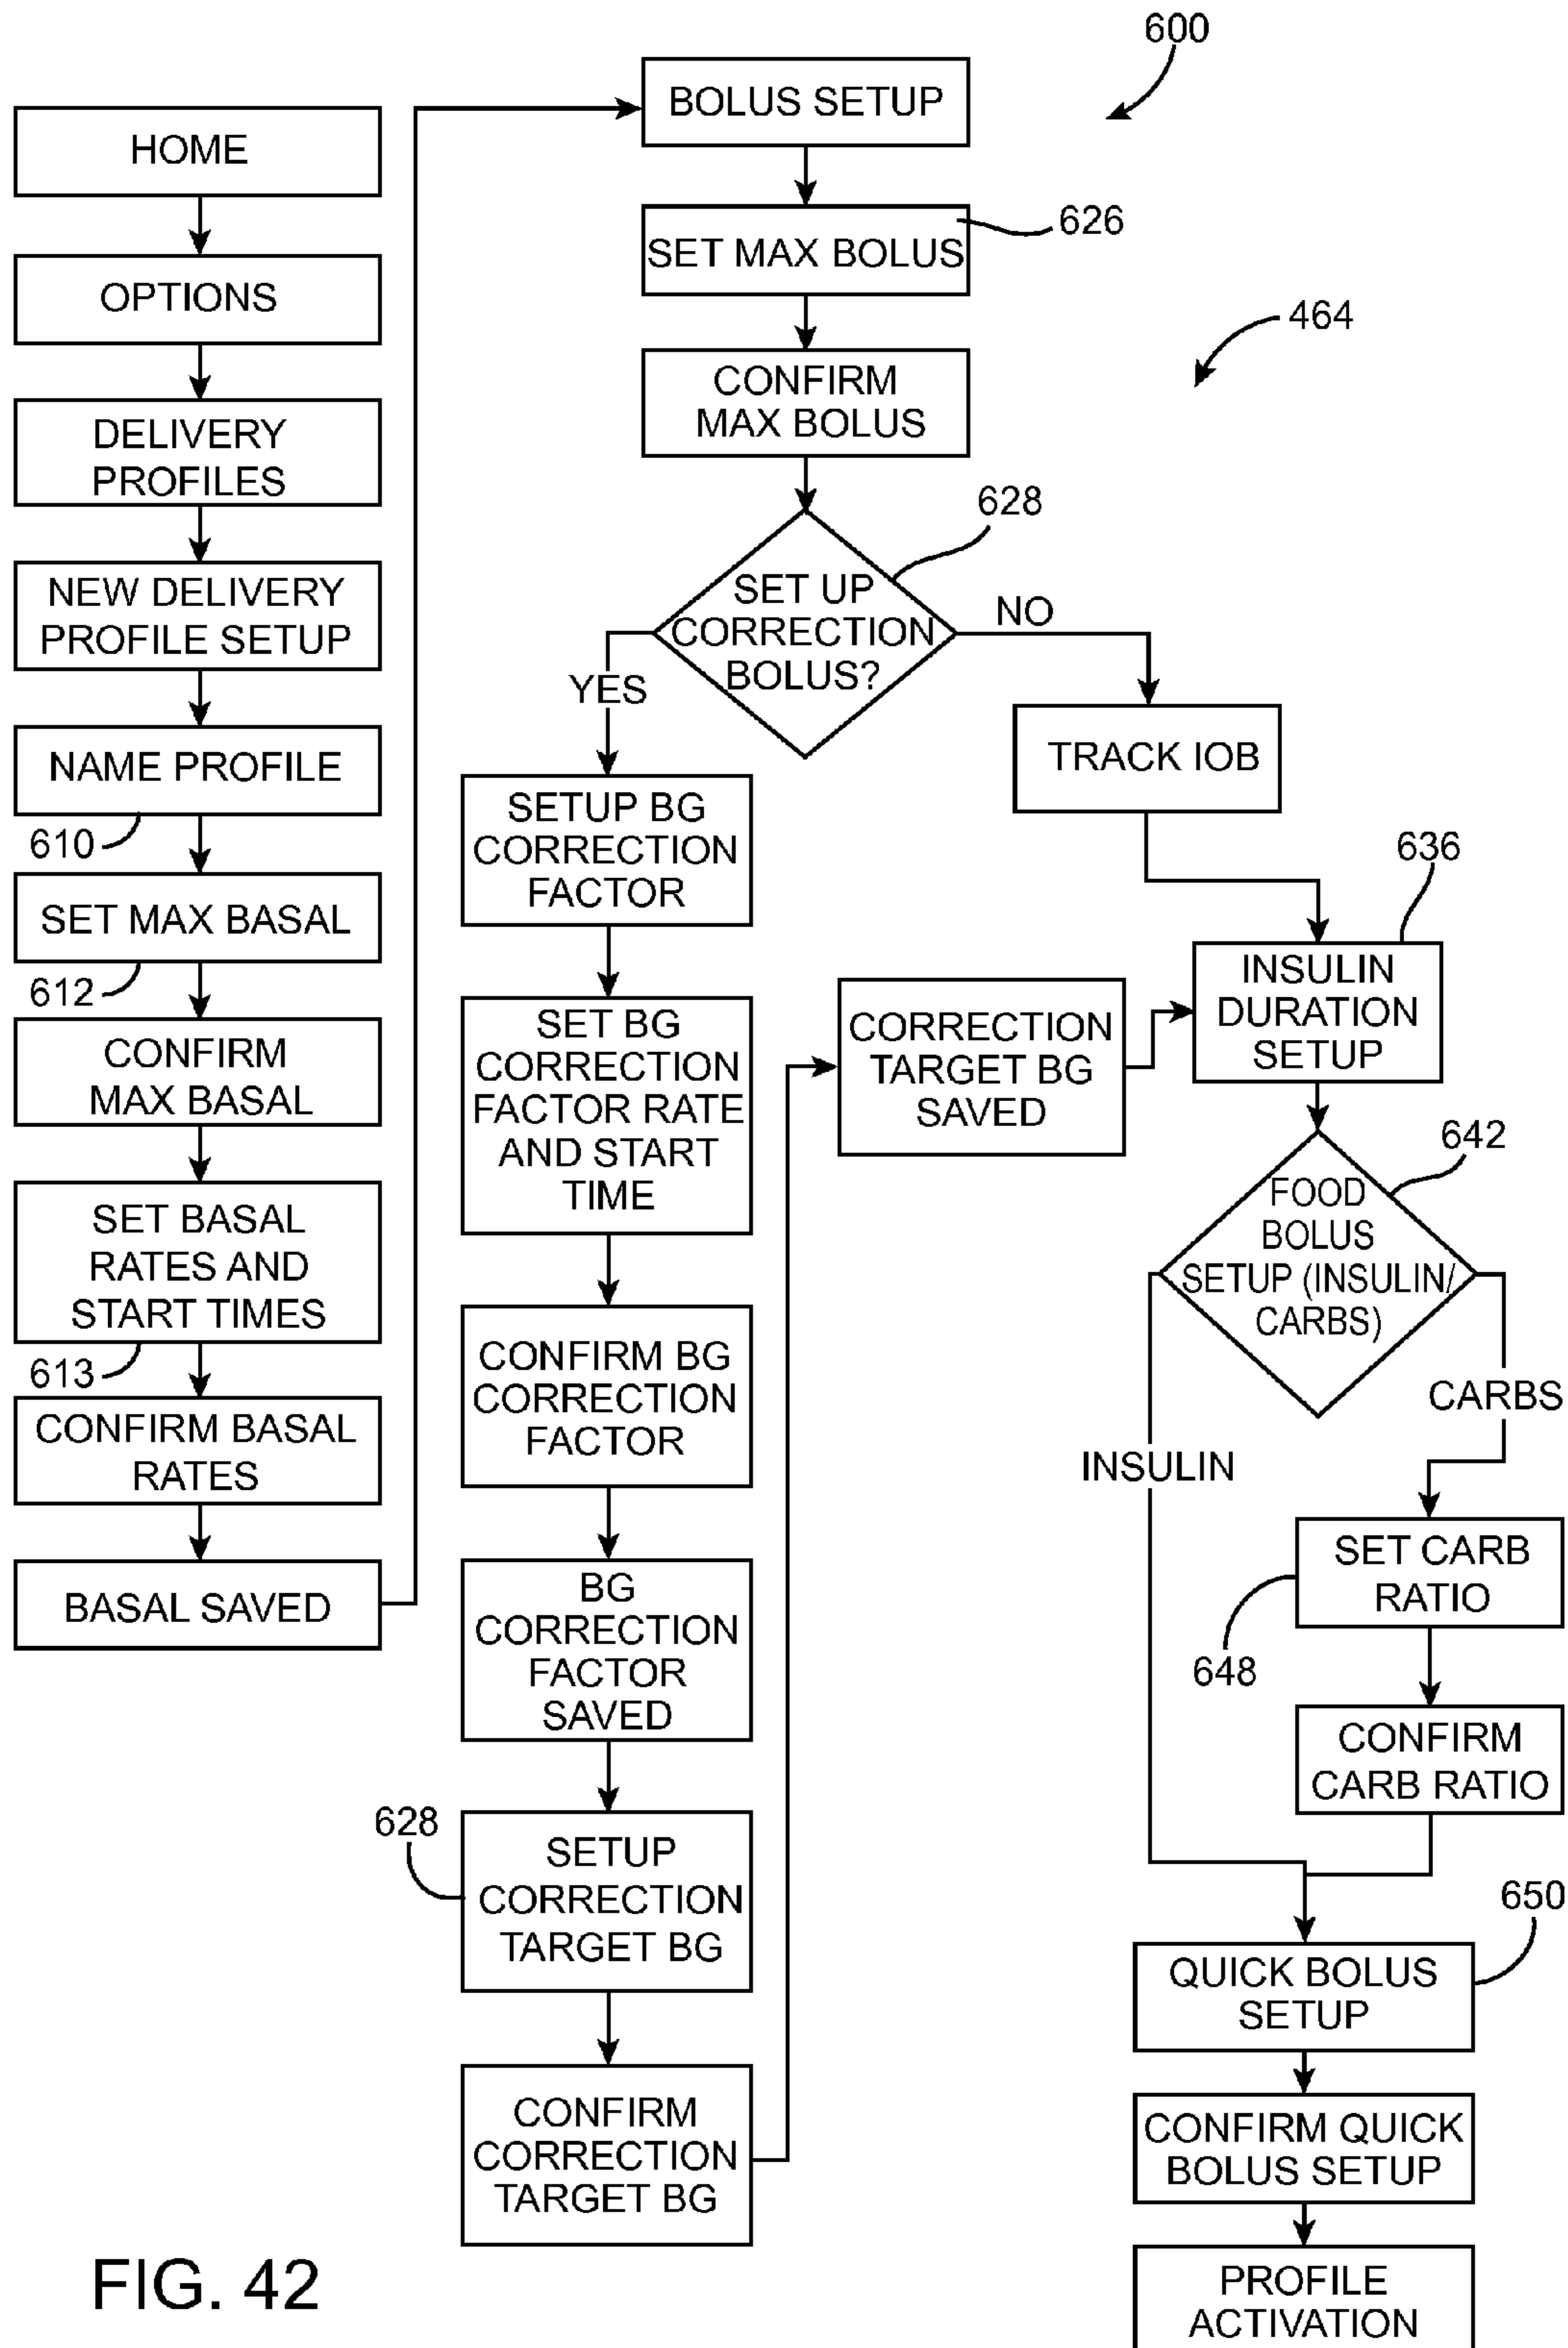 HOME
OPTIONS
DELIVERY
PROFILES
NEW DELIVERY
PROFILE SETUP
NAME PROFILE
610
SET MAX BASAL
612
CONFIRM
MAX BASAL
SET BASAL
RATES AND
START TIMES
613
CONFIRM BASAL
RATES
BASAL SAVED
600
BOLUS SETUP
SET MAX BOLUS
626
464
CONFIRM
MAX BOLUS
628
SET UP
CORRECTION
BOLUS?
NO
YES
SETUP BG
CORRECTION
FACTOR
SET BG
CORRECTION
FACTOR RATE
AND START
TIME
CONFIRM BG
CORRECTION
FACTOR
BG
CORRECTION
FACTOR
SAVED
628
SETUP
CORRECTION
TARGET BG
CONFIRM
CORRECTION
TARGET BG
CORRECTION
TARGET BG
SAVED
TRACK IOB
636
INSULIN
DURATION
SETUP
642
FOOD
BOLUS
SETUP (INSULIN/
CARBS)
CARBS
INSULIN
SET CARB
RATIO
648
CONFIRM
CARB RATIO
650
QUICK BOLUS
SETUP
CONFIRM QUICK
BOLUS SETUP
PROFILE
ACTIVATION
FIG. 42